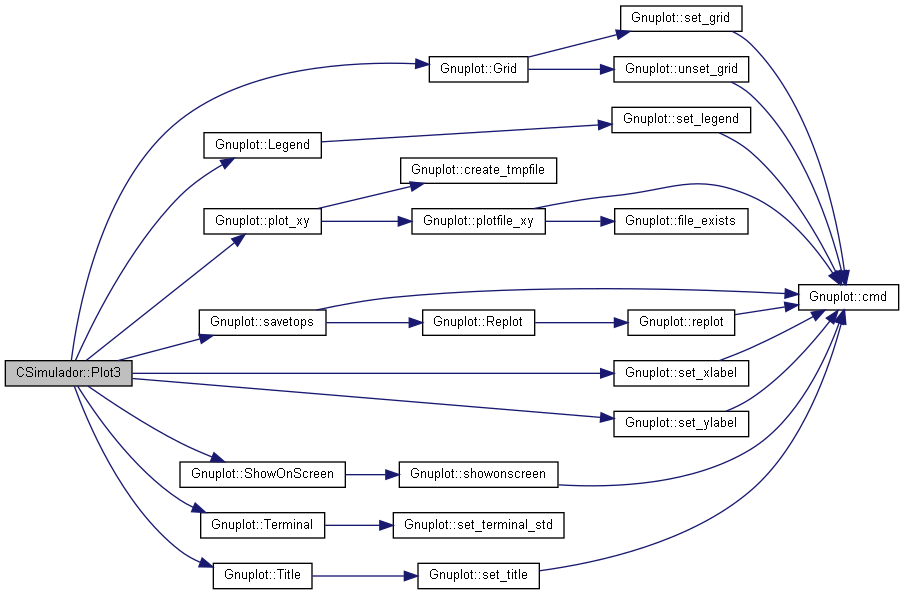 Gnuplot::set_grid
Gnuplot::Grid
Gnuplot::unset_grid
Gnuplot::set_legend
Gnuplot::Legend
Gnuplot::create_tmpfile
Gnuplot::plot_xy
Gnuplot::plotfile_xy
Gnuplot::file_exists
Gnuplot::cmd
Gnuplot::savetops
Gnuplot::Replot
Gnuplot::replot
CSimulador::Plot3
Gnuplot::set_xlabel
Gnuplot::set_ylabel
Gnuplot::ShowOnScreen
Gnuplot::showonscreen
Gnuplot::Terminal
Gnuplot::set_terminal_std
Gnuplot::Title
Gnuplot::set_title